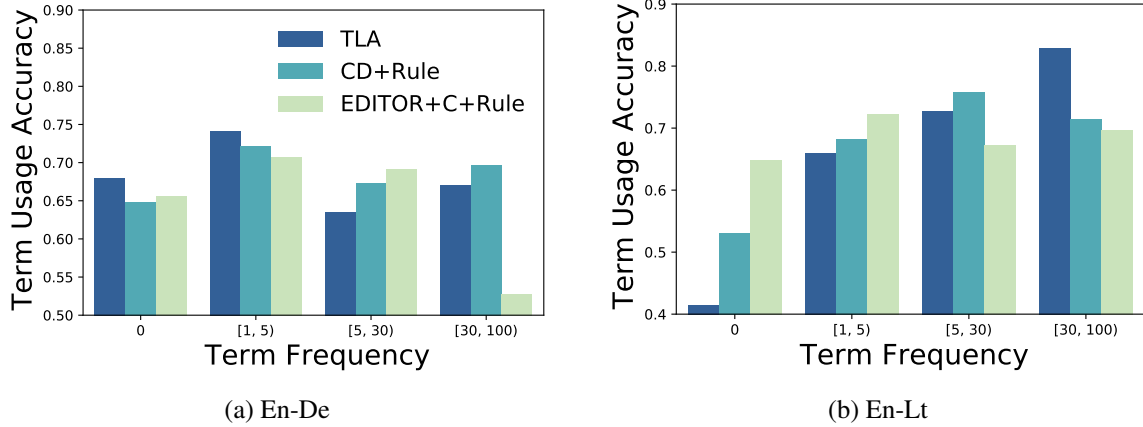 0.90
0.85
0.80
0.75
0.70
0.65
0.60
0.55
0.50
Term Usage Accuracy
TLA
CD+Rule
EDITOR+C+Rule
0 [1, 5) [5, 30) [30, 100)
Term Frequency
(a) En-De
0.9
0.8
0.7
0.6
0.5
0.4
Term Usage Accuracy
0 [1, 5) [5, 30) [30, 100)
Term Frequency
(b) En-Lt